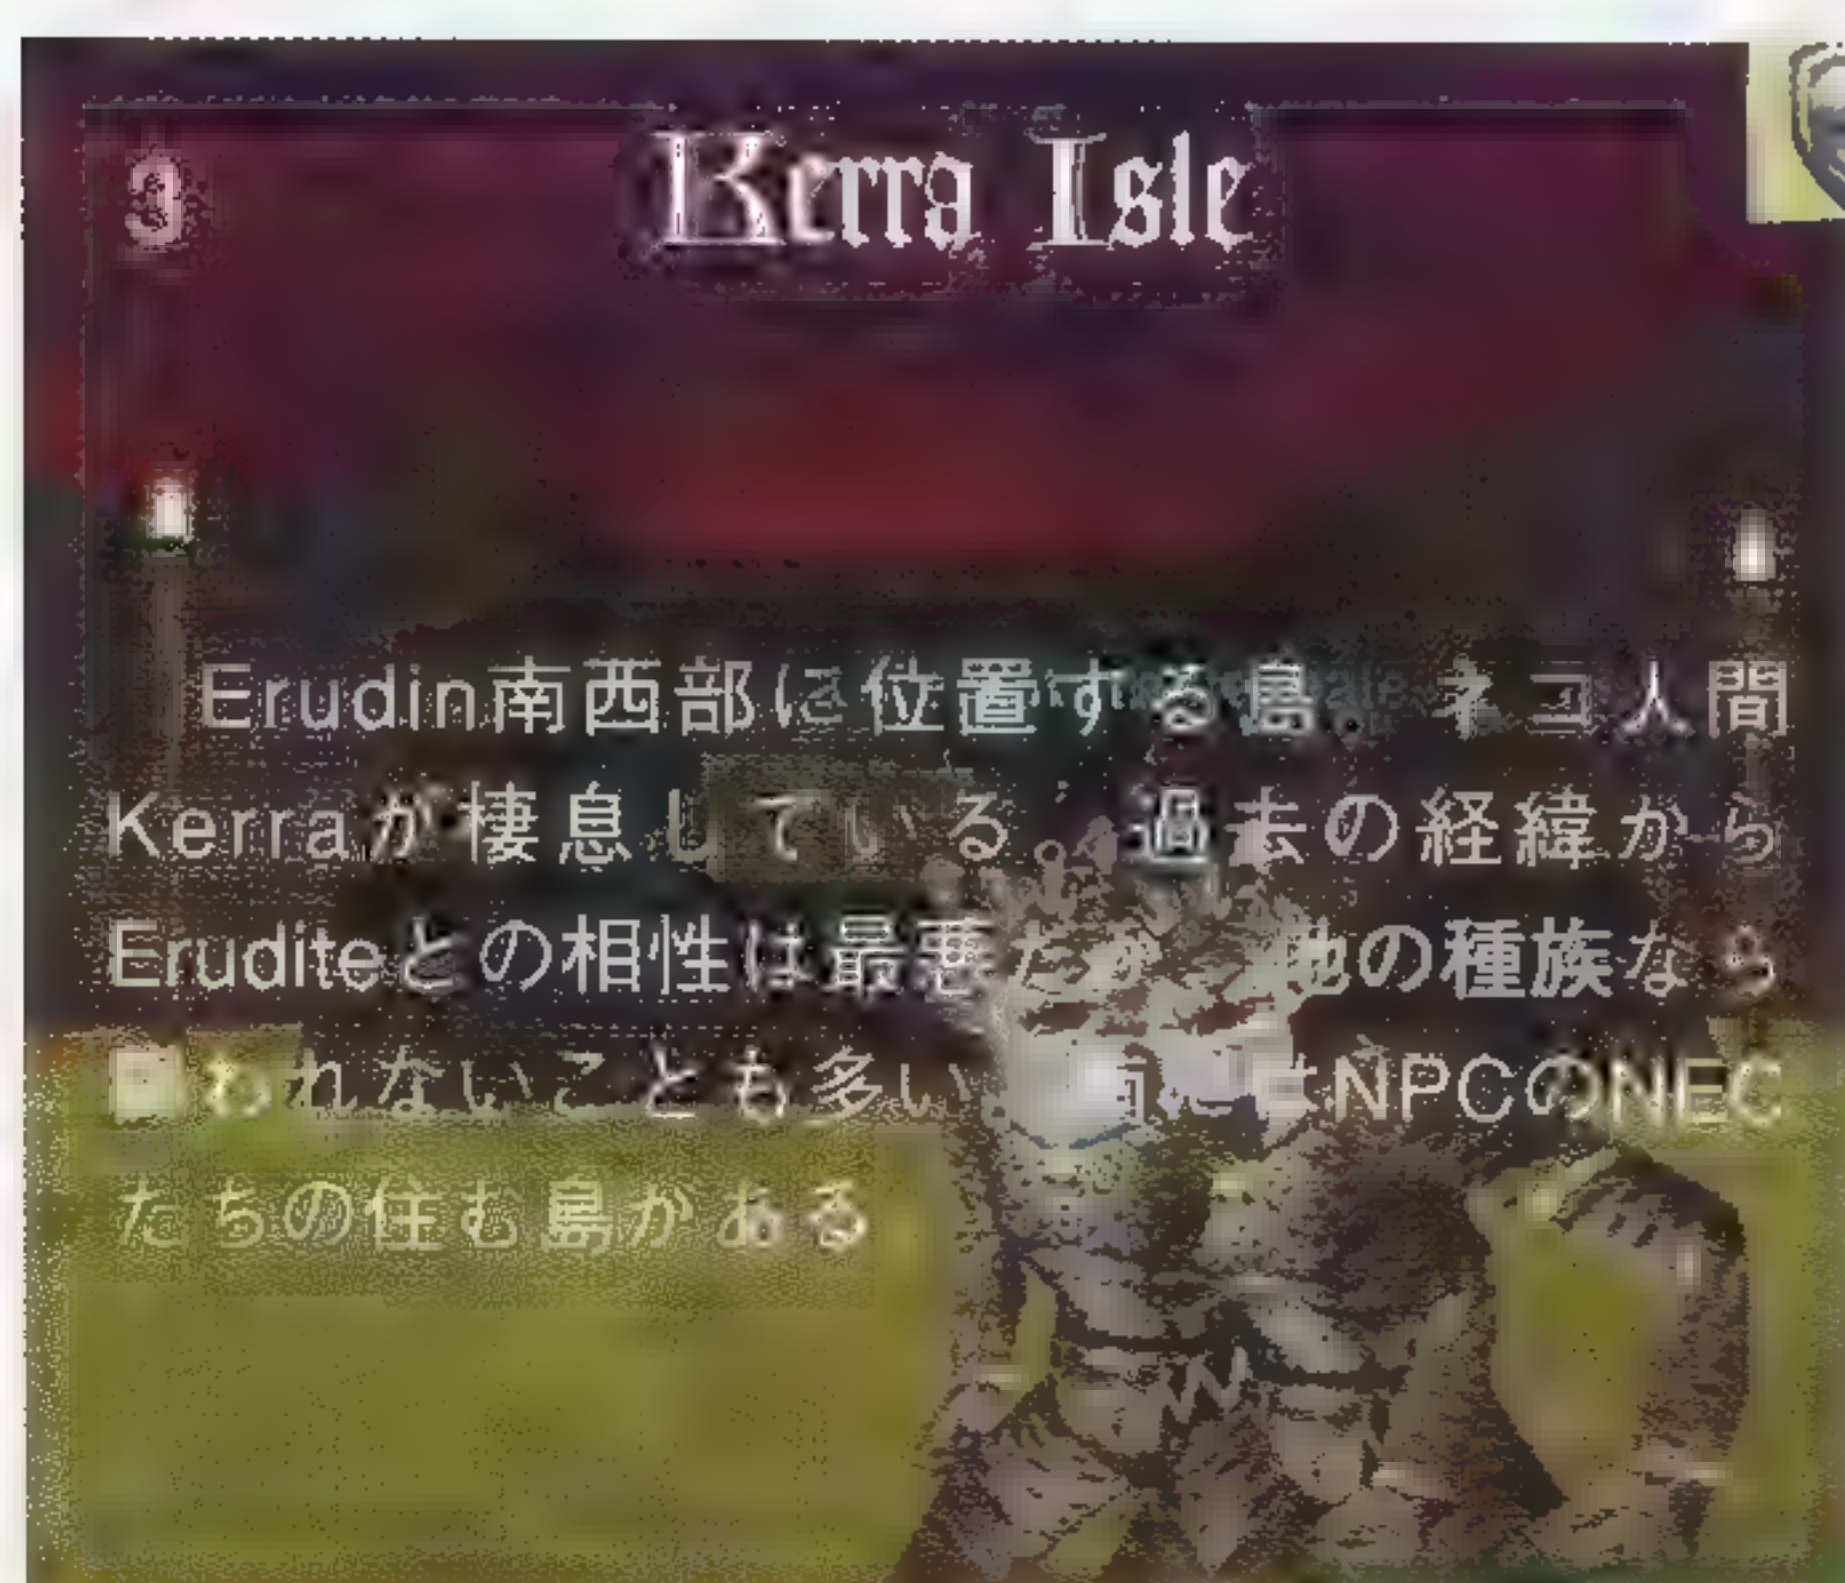 3
Kerra Isle
Erudin南西部に位置する島。ネコ人間
Kerraが棲息している。過去の経緯から
Eruditeとの相性は最悪だが、他の種族なら
われないことも多い はNPCのNEC
たちの住む島がある